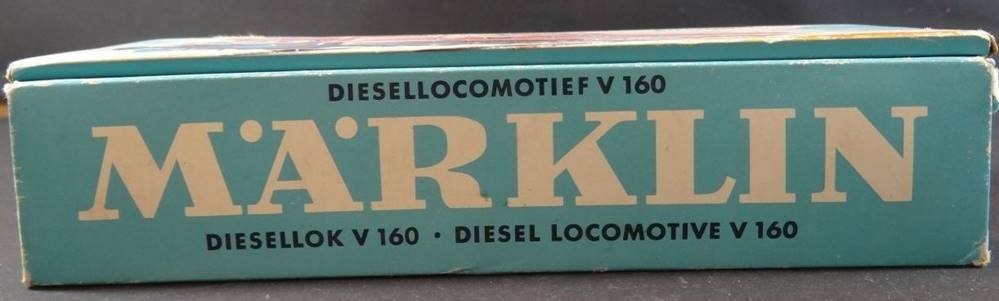 DIESELLOCOMOTIEF V 160
MÄRKLIN
DIESELLOK V 160 · DIESEL LOCOMOTIVE V 160